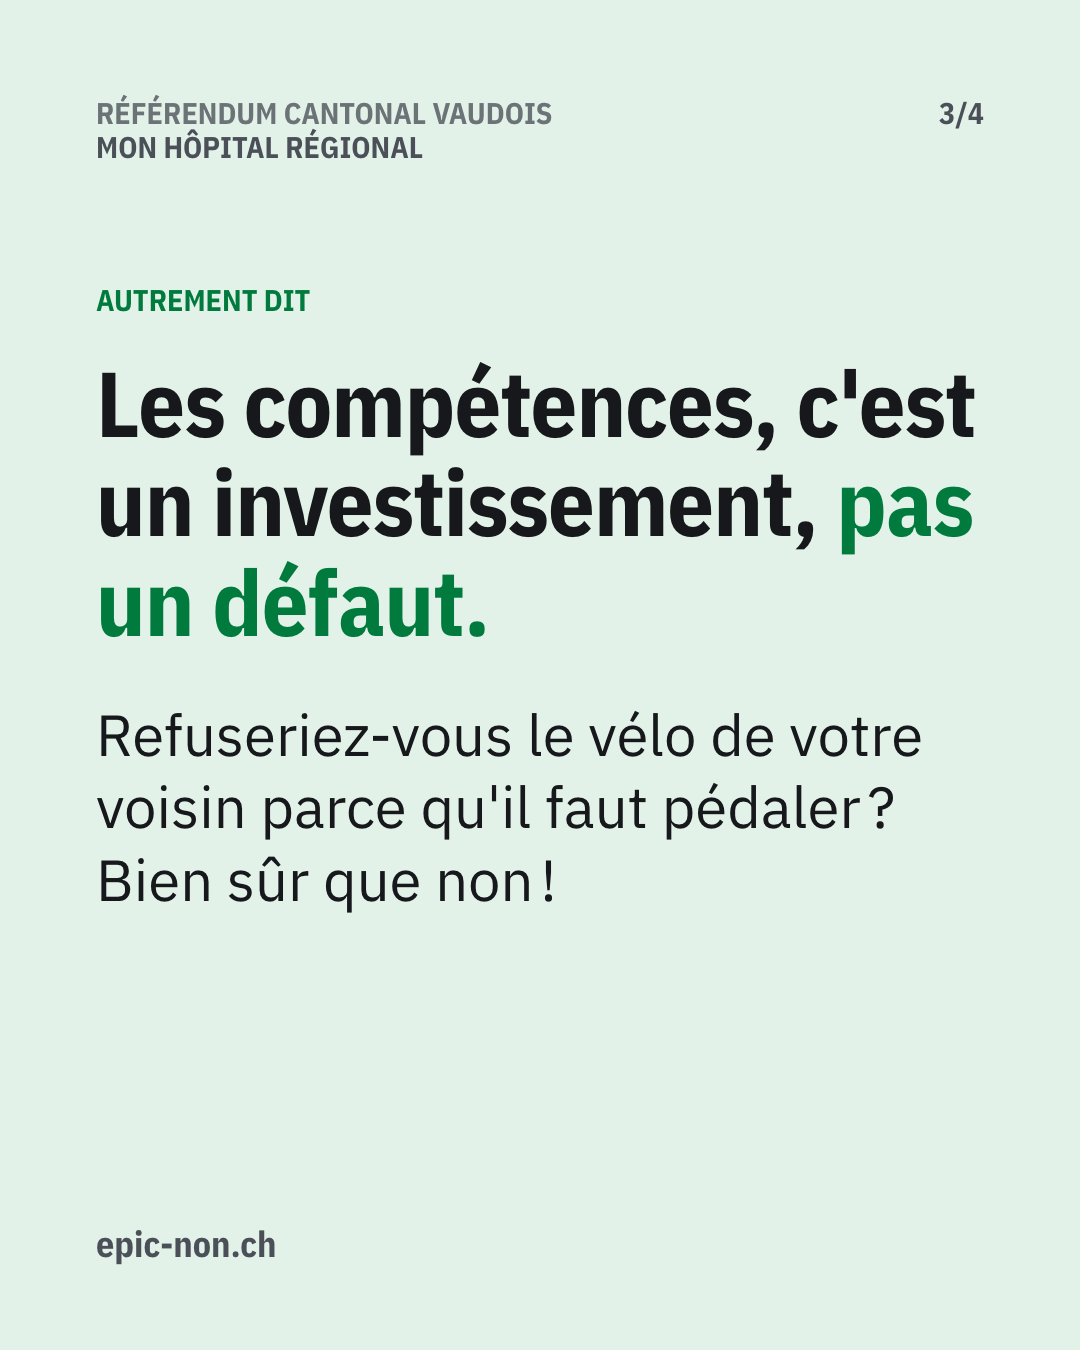 RÉFÉRENDUM CANTONAL VAUDOIS
MON HÔPITAL RÉGIONAL
3/4
AUTREMENT DIT
Les compétences, c'est
un investissement, pas
un défaut.
Refuseriez-vous le vélo de votre
voisin parce qu'il faut pédaler ?
Bien sûr que non !
epic-non.ch